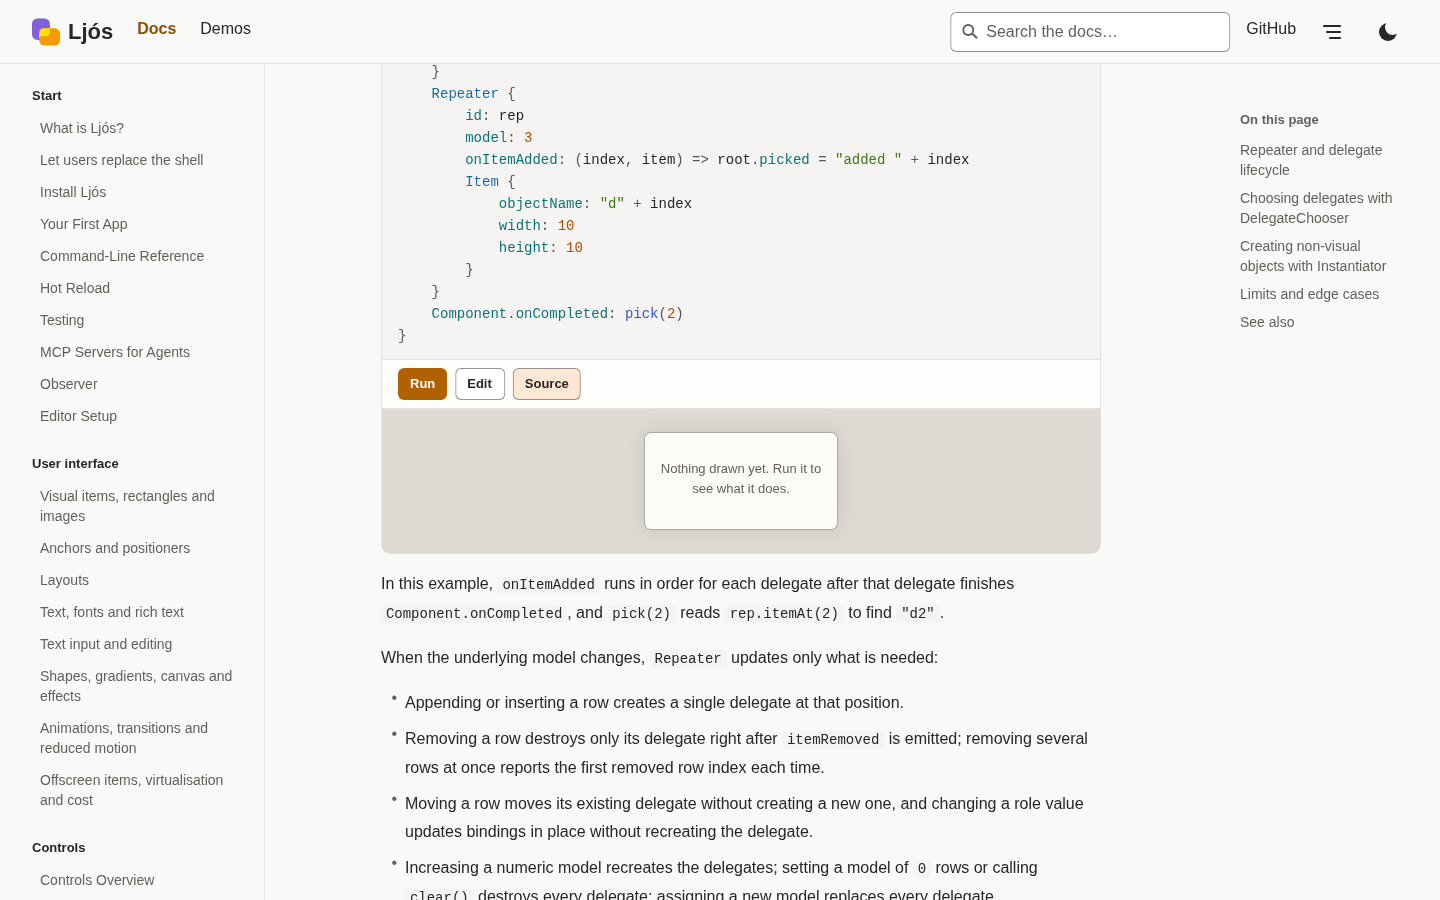 Ljós
Docs
Demos
Search the docs…
GitHub
Start
What is Ljós?
Let users replace the shell
Install Ljós
Your First App
Command-Line Reference
Hot Reload
Testing
MCP Servers for Agents
Observer
Editor Setup
User interface
Visual items, rectangles and
images
Anchors and positioners
Layouts
Text, fonts and rich text
Text input and editing
Shapes, gradients, canvas and
effects
Animations, transitions and
reduced motion
Offscreen items, virtualisation
and cost
Controls
Controls Overview
    }
    Repeater {
        id: rep
        model: 3
        onItemAdded: (index, item) => root.picked = "added " + index
        Item {
            objectName: "d" + index
            width: 10
            height: 10
        }
    }
    Component.onCompleted: pick(2)
}
Run
Edit
Source
Nothing drawn yet. Run it to
see what it does.
In this example, onItemAdded runs in order for each delegate after that delegate finishes
Component.onCompleted, and pick(2) reads rep.itemAt(2) to find "d2".
When the underlying model changes, Repeater updates only what is needed:
• Appending or inserting a row creates a single delegate at that position.
• Removing a row destroys only its delegate right after itemRemoved is emitted; removing several
rows at once reports the first removed row index each time.
• Moving a row moves its existing delegate without creating a new one, and changing a role value
updates bindings in place without recreating the delegate.
• Increasing a numeric model recreates the delegates; setting a model of 0 rows or calling
clear() destroys every delegate; assigning a new model replaces every delegate.
On this page
Repeater and delegate
lifecycle
Choosing delegates with
DelegateChooser
Creating non-visual
objects with Instantiator
Limits and edge cases
See also